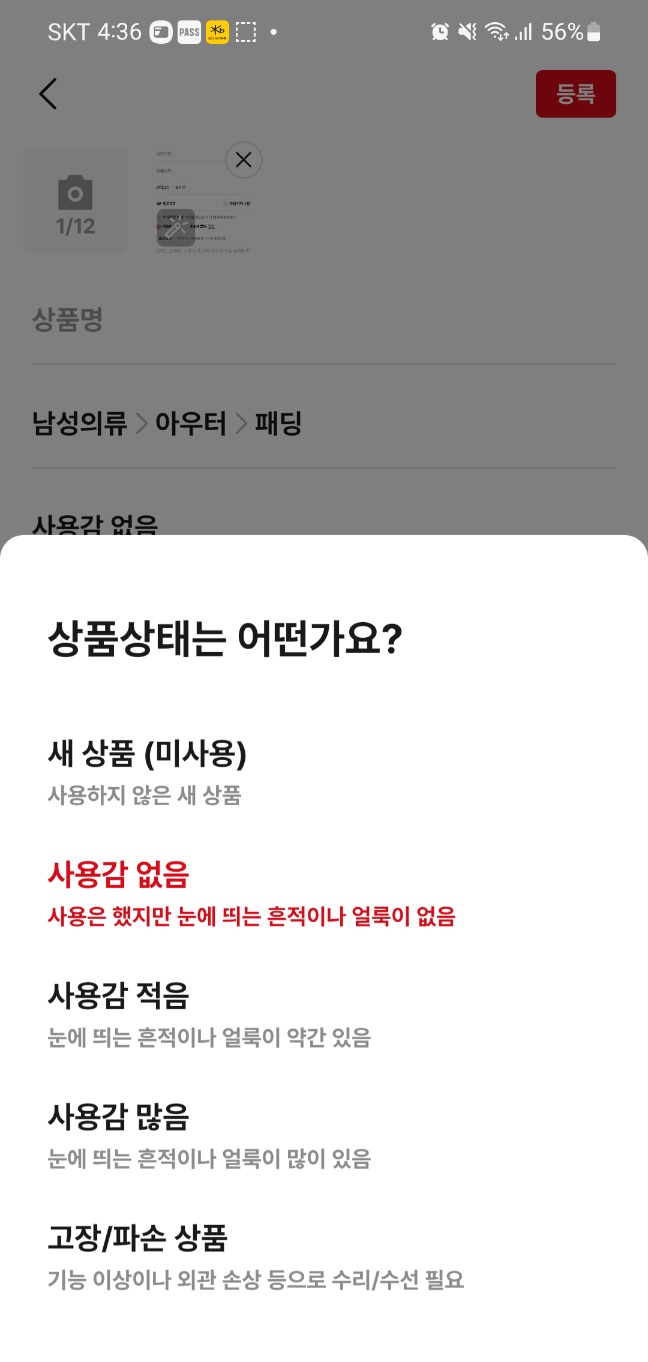 SKT 4:36 PASS 56%
등록
1/12
상품명
남성의류 > 아우터 > 패딩
사용감 없음
상품상태는 어떤가요?
새 상품 (미사용)
사용하지 않은 새 상품
사용감 없음
사용은 했지만 눈에 띄는 흔적이나 얼룩이 없음
사용감 적음
눈에 띄는 흔적이나 얼룩이 약간 있음
사용감 많음
눈에 띄는 흔적이나 얼룩이 많이 있음
고장/파손 상품
기능 이상이나 외관 손상 등으로 수리/수선 필요